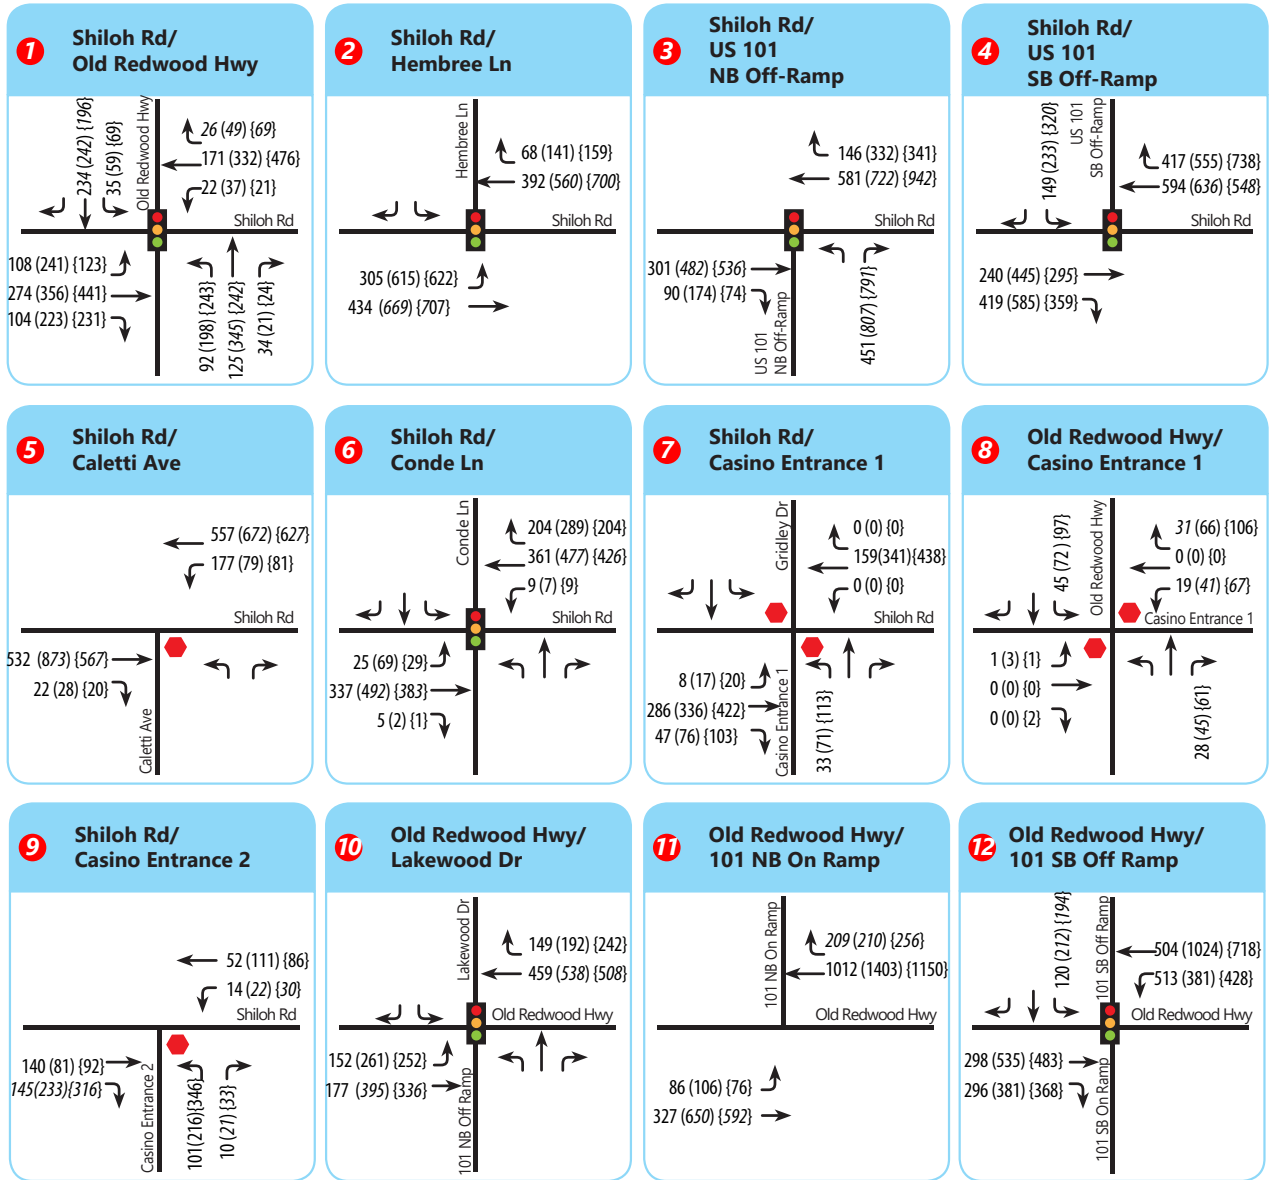 1
Shiloh Rd/
Old Redwood Hwy
234 (242) {196}
35 (59) {69}
Old Redwood Hwy
26 (49) {69}
171 (332) {476}
22 (37) {21}
Shiloh Rd
108 (241) {123}
274 (356) {441}
104 (223) {231}
92 (198) {243}
125 (345) {242}
34 (21) {24}
2
Shiloh Rd/
Hembree Ln
Hembree Ln
68 (141) {159}
392 (560) {700}
Shiloh Rd
305 (615) {622}
434 (669) {707}
3
Shiloh Rd/
US 101
NB Off-Ramp
146 (332) {341}
581 (722) {942}
Shiloh Rd
301 (482) {536}
90 (174) {74}
US 101
NB Off-Ramp
451 (807) {791}
4
Shiloh Rd/
US 101
SB Off-Ramp
149 (233) {320}
US 101
SB Off-Ramp
417 (555) {738}
594 (636) {548}
Shiloh Rd
240 (445) {295}
419 (585) {359}
5
Shiloh Rd/
Caletti Ave
557 (672) {627}
177 (79) {81}
Shiloh Rd
532 (873) {567}
22 (28) {20}
Caletti Ave
6
Shiloh Rd/
Conde Ln
Conde Ln
204 (289) {204}
361 (477) {426}
9 (7) {9}
Shiloh Rd
25 (69) {29}
337 (492) {383}
5 (2) {1}
7
Shiloh Rd/
Casino Entrance 1
Gridley Dr
0 (0) {0}
159(341){438}
0 (0) {0}
Shiloh Rd
8 (17) {20}
286 (336) {422}
47 (76) {103}
Casino Entrance 1
33 (71) {113}
8
Old Redwood Hwy/
Casino Entrance 1
45 (72 ) {97}
Old Redwood Hwy
31 (66) {106}
0 (0) {0}
19 (41) {67}
Casino Entrance 1
1 (3) {1}
0 (0) {0}
0 (0) {2}
28 (45) {61}
9
Shiloh Rd/
Casino Entrance 2
52 (111) {86}
14 (22) {30}
Shiloh Rd
140 (81) {92}
145(233){316}
Casino Entrance 2
101(216){346}
10 (21) {33}
10
Old Redwood Hwy/
Lakewood Dr
Lakewood Dr
149 (192) {242}
459 (538) {508}
Old Redwood Hwy
152 (261) {252}
177 (395) {336}
101 NB Off Ramp
11
Old Redwood Hwy/
101 NB On Ramp
101 NB On Ramp
209 (210) {256}
1012 (1403) {1150}
Old Redwood Hwy
86 (106) {76}
327 (650) {592}
12
Old Redwood Hwy/
101 SB Off Ramp
120 (212) {194}
101 SB Off Ramp
504 (1024) {718}
513 (381) {428}
Old Redwood Hwy
298 (535) {483}
296 (381) {368}
101 SB On Ramp